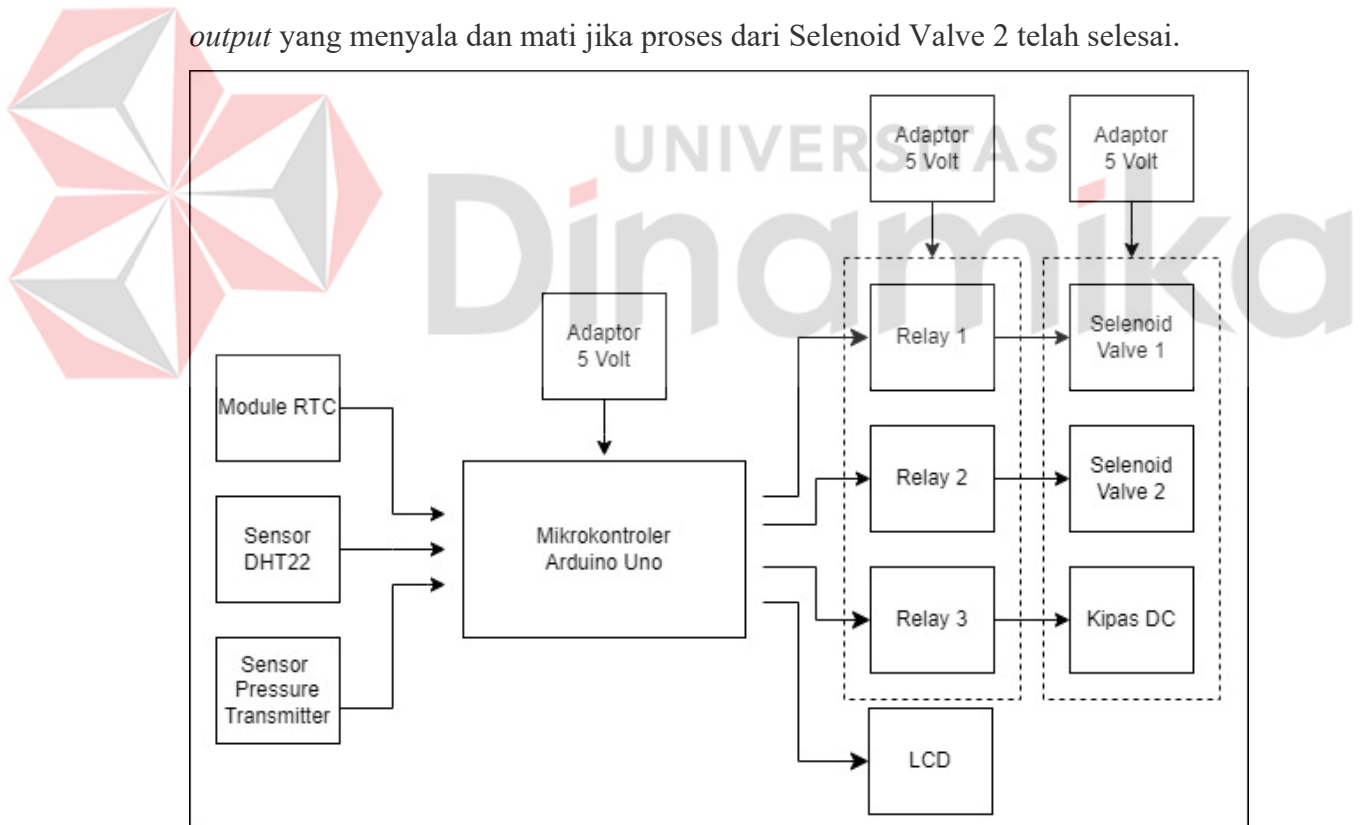 output yang menyala dan mati jika proses dari Selenoid Valve 2 telah selesai.
UNIVERSITAS
Dinamika
Adaptor
5 Volt
Adaptor
5 Volt
Adaptor
5 Volt
Module RTC
Sensor
DHT22
Sensor
Pressure
Transmitter
Mikrokontroler
Arduino Uno
Relay 1
Selenoid
Valve 1
Relay 2
Selenoid
Valve 2
Relay 3
Kipas DC
LCD